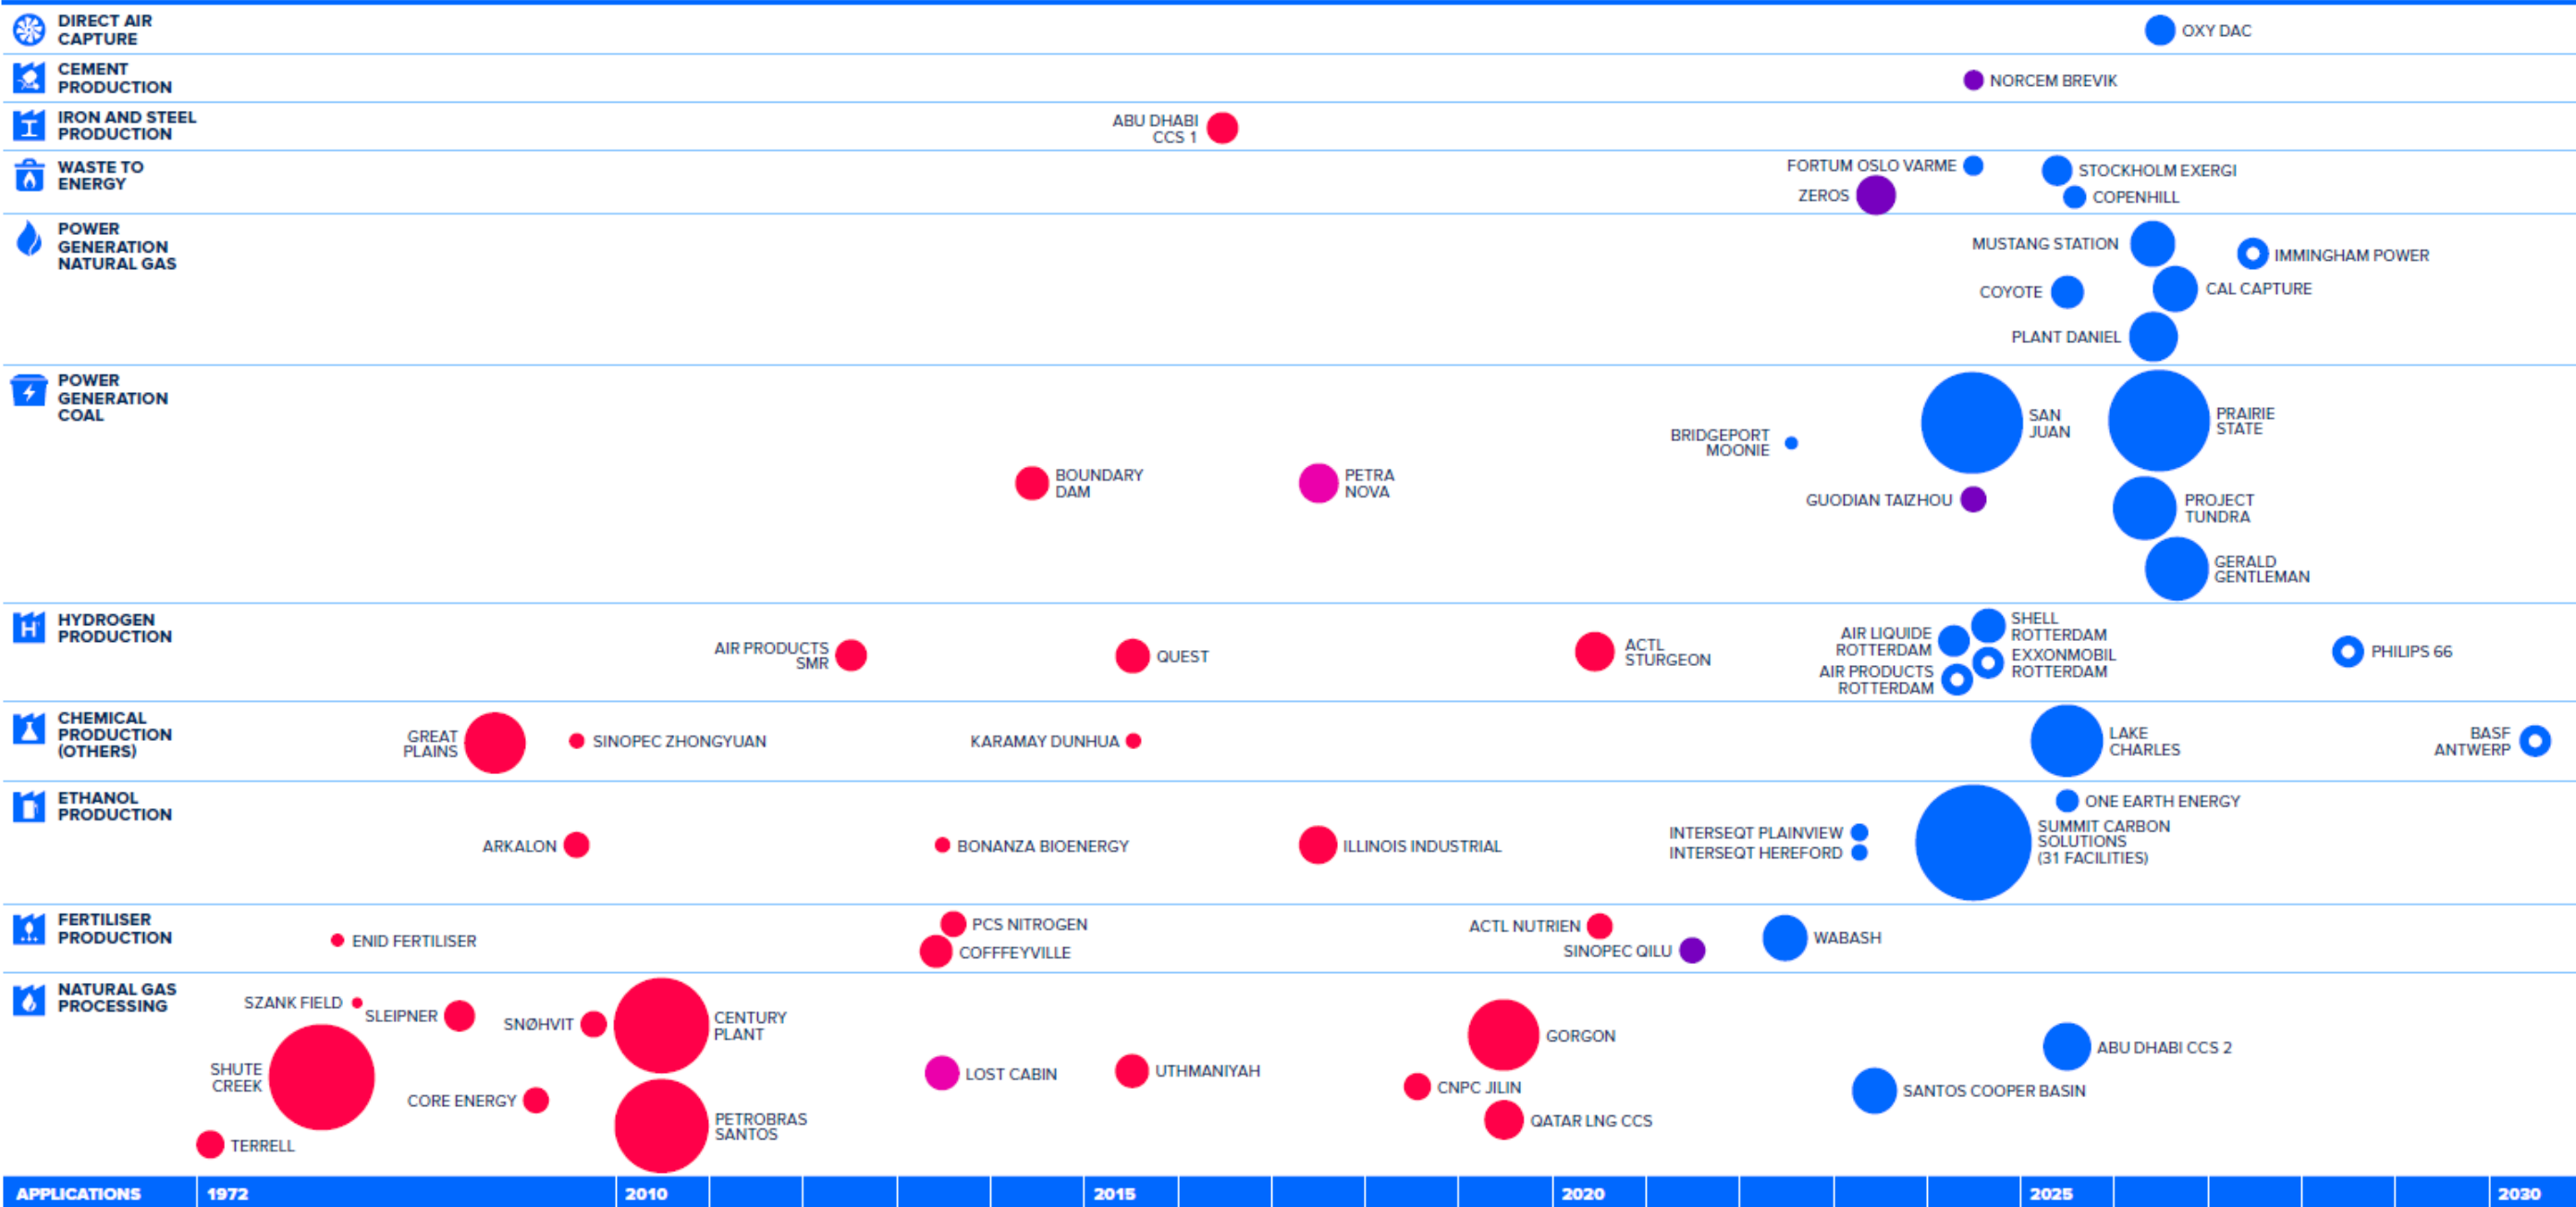 DIRECT AIR
CAPTURE
OXY DAC
CEMENT
PRODUCTION
NORCEM BREVIK
IRON AND STEEL
PRODUCTION
ABU DHABI
CCS 1
WASTE TO
ENERGY
FORTUM OSLO VARME
STOCKHOLM EXERGI
ZEROS
COPENHILL
POWER
GENERATION
NATURAL GAS
MUSTANG STATION
IMMINGHAM POWER
COYOTE
CAL CAPTURE
PLANT DANIEL
POWER
GENERATION
COAL
SAN
JUAN
PRAIRIE
STATE
BRIDGEPORT
MOONIE
BOUNDARY
DAM
PETRA
NOVA
GUODIAN TAIZHOU
PROJECT
TUNDRA
GERALD
GENTLEMAN
HYDROGEN
PRODUCTION
AIR PRODUCTS
SMR
QUEST
ACTL
STURGEON
AIR LIQUIDE
ROTTERDAM
SHELL
ROTTERDAM
AIR PRODUCTS
ROTTERDAM
EXXONMOBIL
ROTTERDAM
PHILIPS 66
CHEMICAL
PRODUCTION
(OTHERS)
GREAT
PLAINS
SINOPEC ZHONGYUAN
KARAMAY DUNHUA
LAKE
CHARLES
BASF
ANTWERP
ETHANOL
PRODUCTION
ARKALON
BONANZA BIOENERGY
ILLINOIS INDUSTRIAL
INTERSEQT PLAINVIEW
INTERSEQT HEREFORD
ONE EARTH ENERGY
SUMMIT CARBON
SOLUTIONS
(31 FACILITIES)
FERTILISER
PRODUCTION
ENID FERTILISER
PCS NITROGEN
COFFFEYVILLE
ACTL NUTRIEN
SINOPEC QILU
WABASH
NATURAL GAS
PROCESSING
SZANK FIELD
SLEIPNER
SNØHVIT
CENTURY
PLANT
SHUTE
CREEK
CORE ENERGY
TERRELL
PETROBRAS
SANTOS
LOST CABIN
UTHMANIYAH
GORGON
CNPC JILIN
QATAR LNG CCS
ABU DHABI CCS 2
SANTOS COOPER BASIN
APPLICATIONS 1972 2010 2015 2020 2025 2030